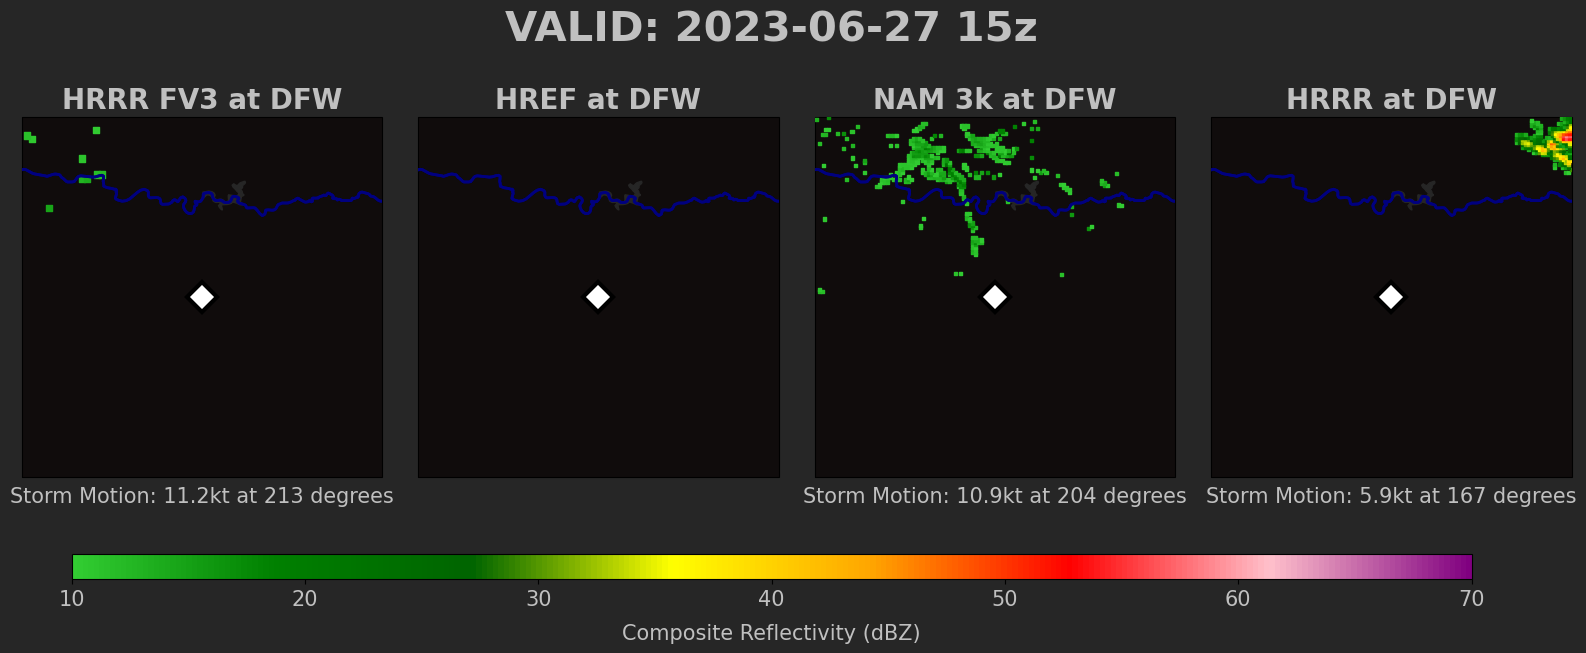 VALID: 2023-06-27 15z
HRRR FV3 at DFW
HREF at DFW
NAM 3k at DFW
HRRR at DFW
Storm Motion: 11.2kt at 213 degrees
Storm Motion: 10.9kt at 204 degrees
Storm Motion: 5.9kt at 167 degrees
10 20 30 40 50 60 70
Composite Reflectivity (dBZ)